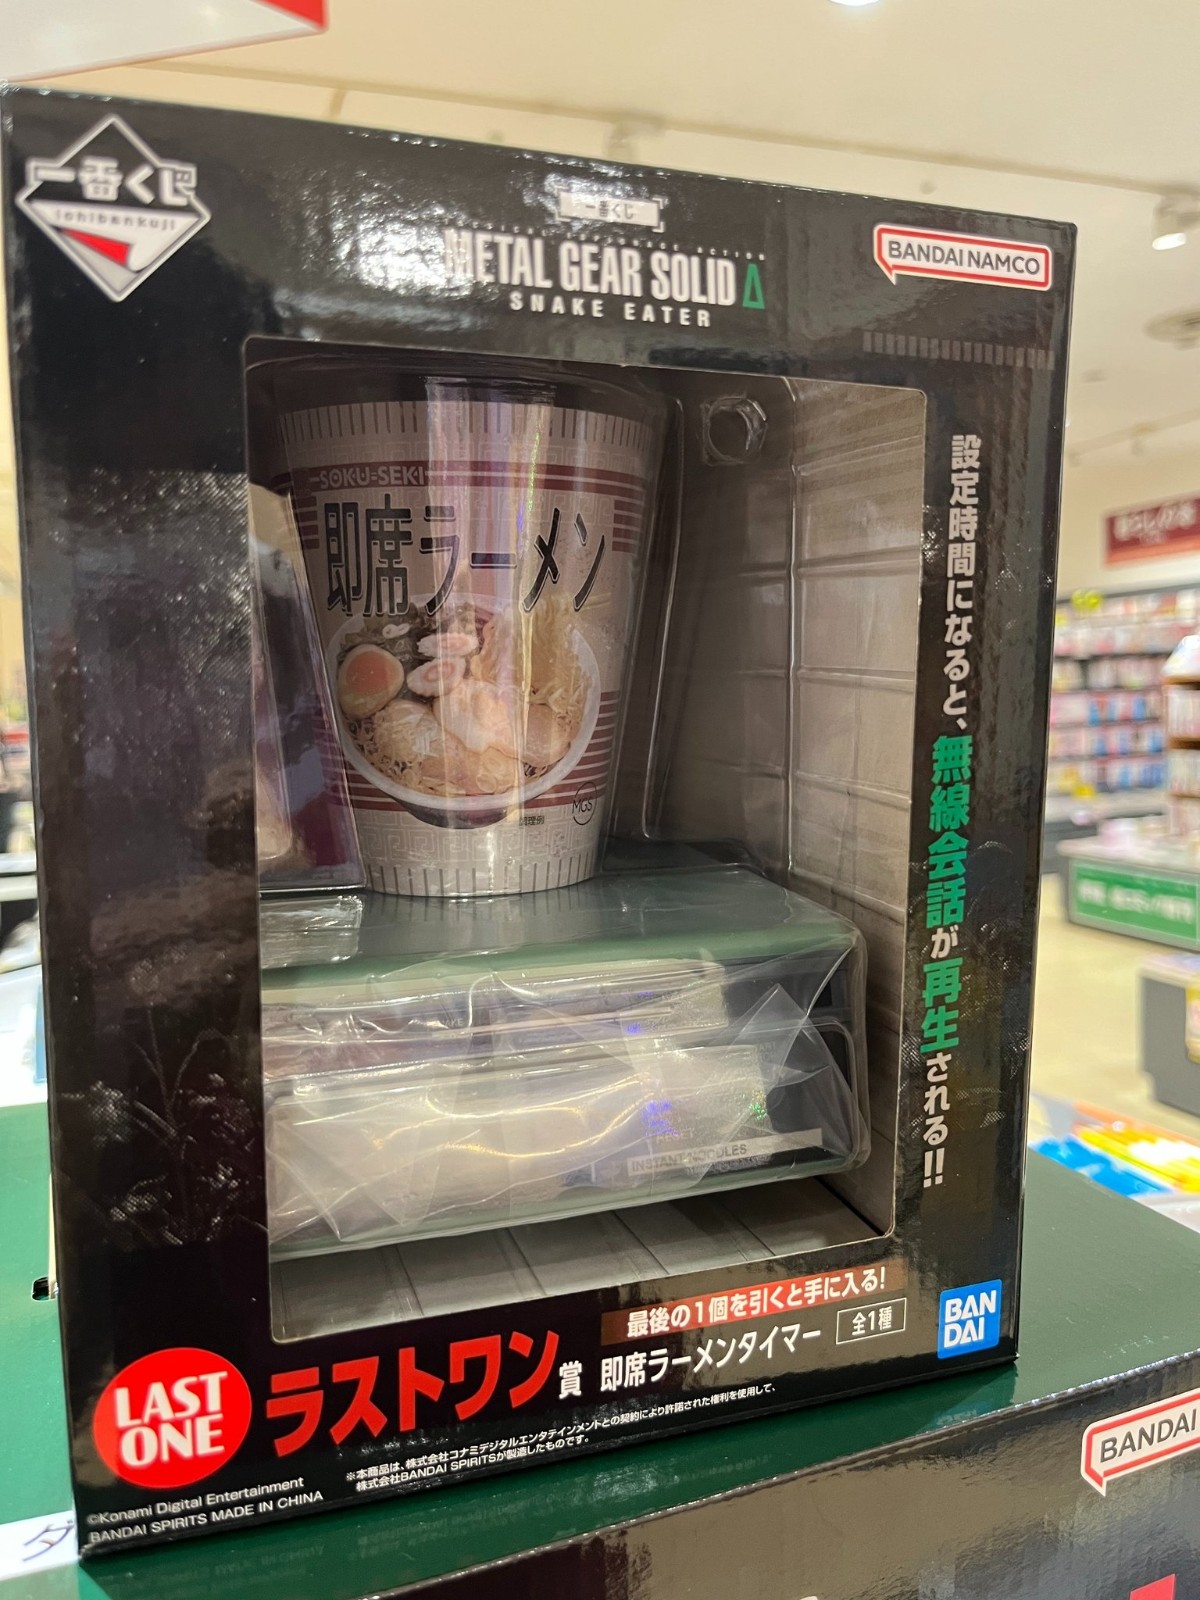 一番くじ
ichibankuji
一番くじ
METAL GEAR SOLID Δ
SNAKE EATER
BANDAI NAMCO
SOKU-SEKI
即席ラーメン
MGS
調理例
設定時間になると、無線会話が再生される!!
RESET
INSTANT NOODLES
最後の1個を引くと手に入る!
LAST ONE
ラストワン賞 即席ラーメンタイマー 全1種
BAN
DAI
※本商品は、株式会社コナミデジタルエンタテインメントとの契約により許諾された権利を使用して、
株式会社BANDAI SPIRITSが製造したものです。
©Konami Digital Entertainment
BANDAI SPIRITS MADE IN CHINA
BANDAI